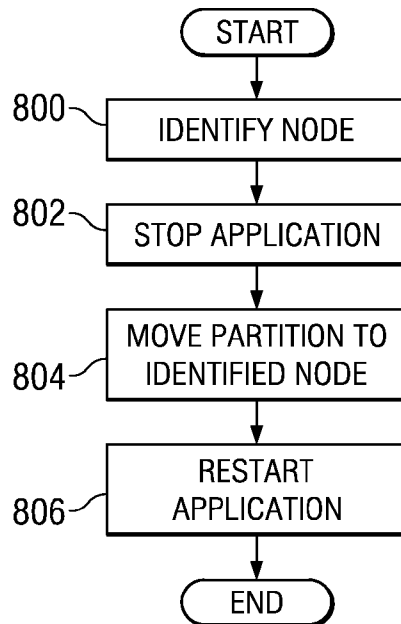 START
800
IDENTIFY NODE
802
STOP APPLICATION
804
MOVE PARTITION TO
IDENTIFIED NODE
806
RESTART
APPLICATION
END